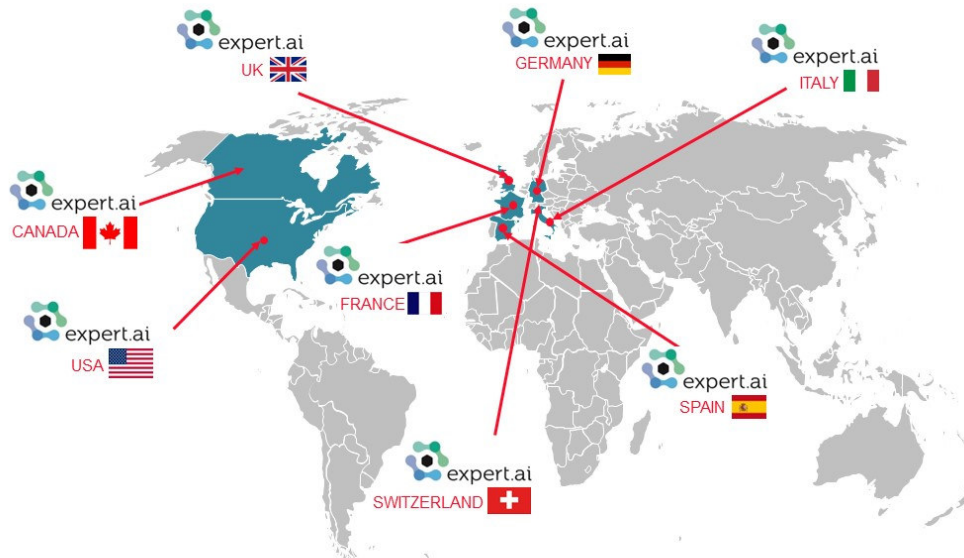 expert.ai
UK
expert.ai
GERMANY
expert.ai
ITALY
expert.ai
CANADA
expert.ai
FRANCE
expert.ai
USA
expert.ai
SPAIN
expert.ai
SWITZERLAND